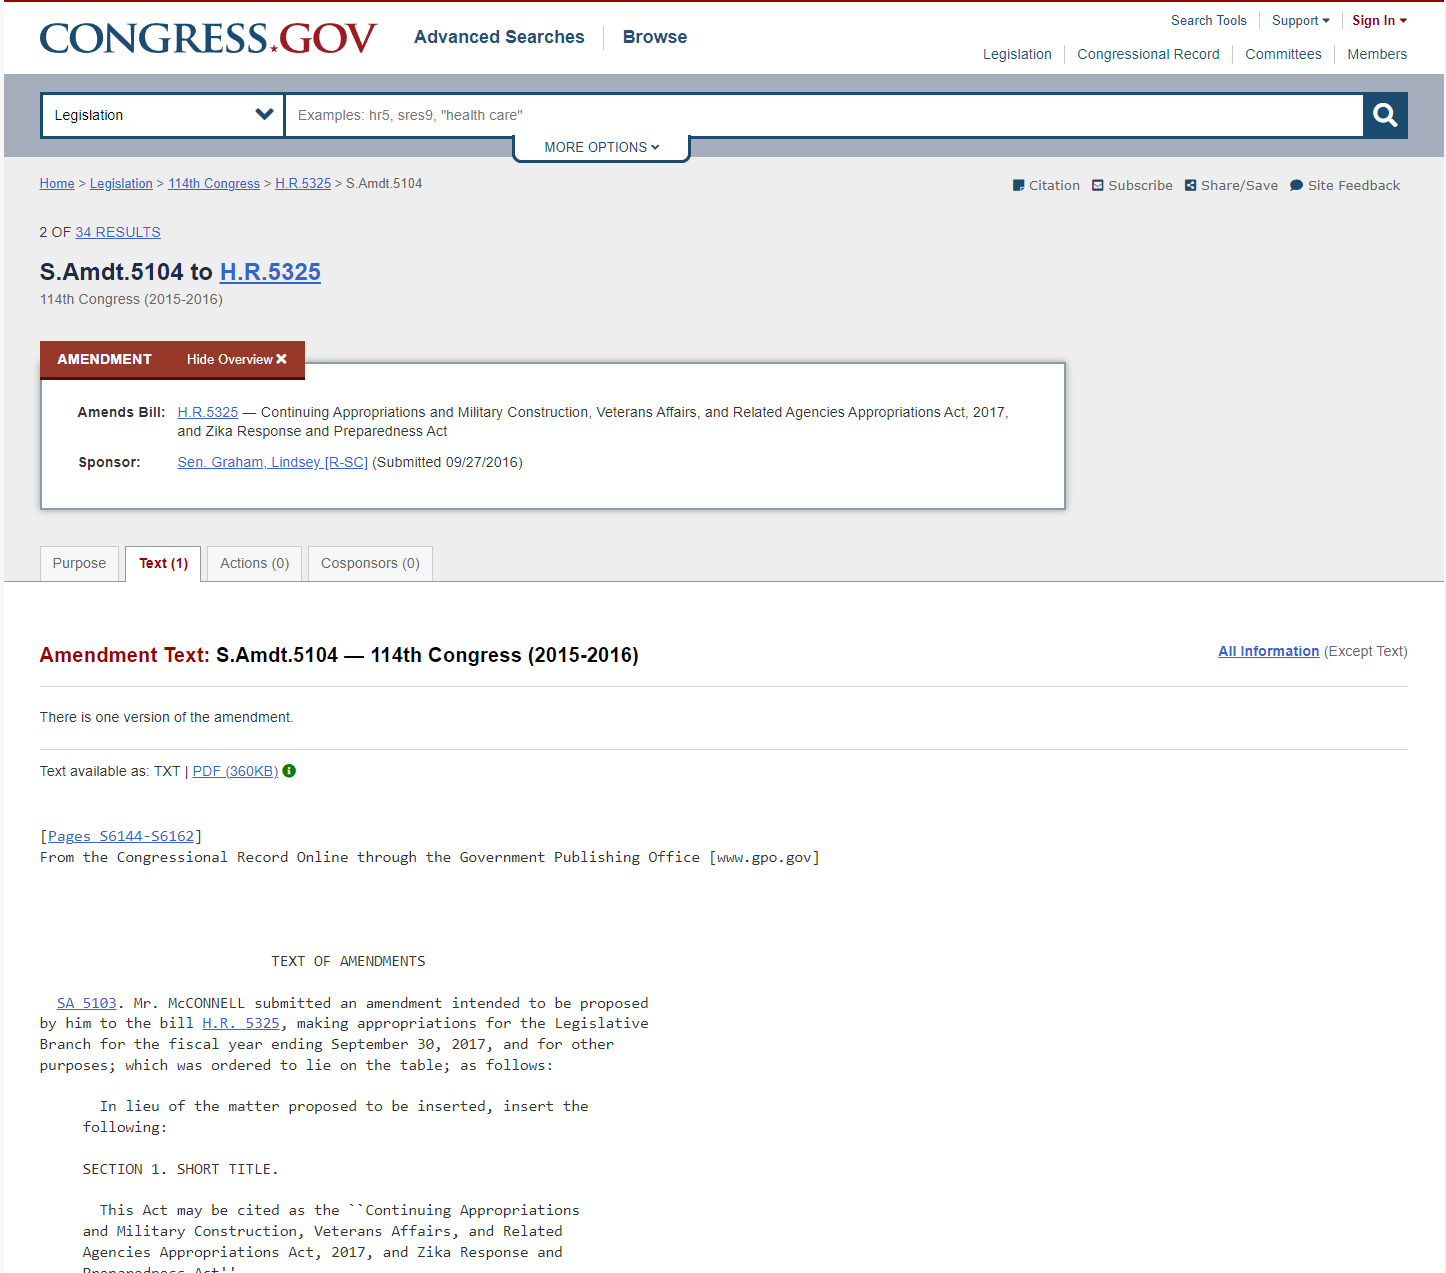 CONGRESS.GOV
Advanced Searches
Browse
Search Tools
Support
Sign In
Legislation
Congressional Record
Committees
Members
Legislation
Examples: hr5, sres9, "health care"
MORE OPTIONS
Home > Legislation > 114th Congress > H.R.5325 > S.Amdt.5104
Citation
Subscribe
Share/Save
Site Feedback
2 OF 34 RESULTS
S.Amdt.5104 to H.R.5325
114th Congress (2015-2016)
AMENDMENT
Hide Overview
Amends Bill: H.R.5325 — Continuing Appropriations and Military Construction, Veterans Affairs, and Related Agencies Appropriations Act, 2017,
and Zika Response and Preparedness Act
Sponsor: Sen. Graham, Lindsey [R-SC] (Submitted 09/27/2016)
Purpose
Text (1)
Actions (0)
Cosponsors (0)
Amendment Text: S.Amdt.5104 — 114th Congress (2015-2016)
All Information (Except Text)
There is one version of the amendment.
Text available as: TXT | PDF (360KB)
[Pages S6144-S6162]
From the Congressional Record Online through the Government Publishing Office [www.gpo.gov]
TEXT OF AMENDMENTS
SA 5103. Mr. McCONNELL submitted an amendment intended to be proposed
by him to the bill H.R. 5325, making appropriations for the Legislative
Branch for the fiscal year ending September 30, 2017, and for other
purposes; which was ordered to lie on the table; as follows:
In lieu of the matter proposed to be inserted, insert the
following:
SECTION 1. SHORT TITLE.
This Act may be cited as the ``Continuing Appropriations
and Military Construction, Veterans Affairs, and Related
Agencies Appropriations Act, 2017, and Zika Response and
Preparedness Act''